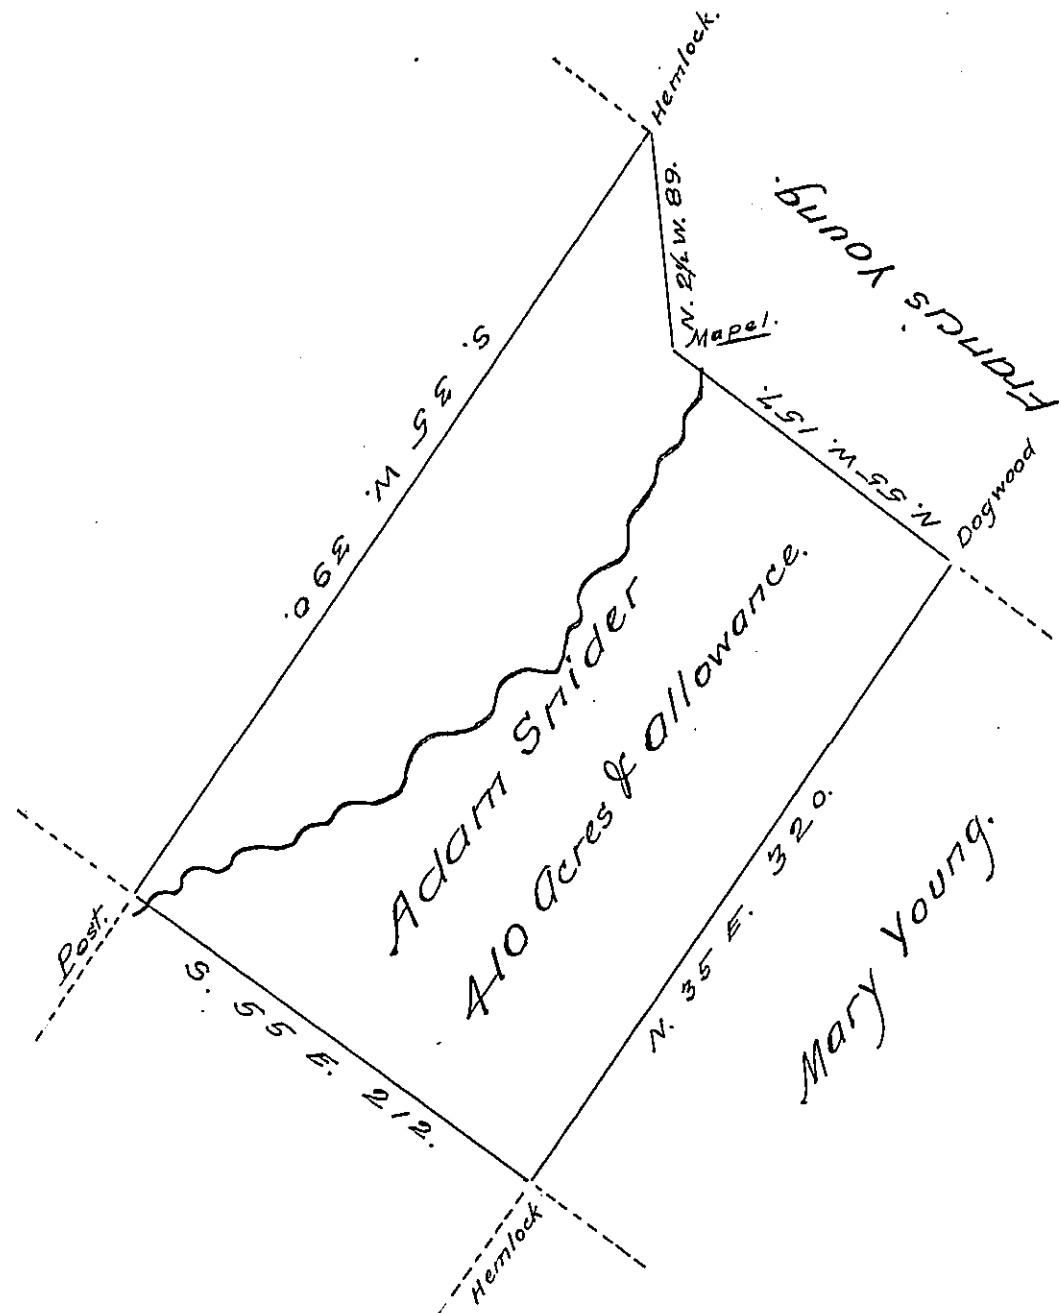 Hemlock.
N. 2½ W. 89.
Francis Young.
Mapel.
S. 35 W. 390.
N. 55 W. 157.
Dogwood
Adam Snider
410 Acres & allowance.
N. 35 E. 320.
Mary Young.
Post.
S. 55 E. 212.
Hemlock